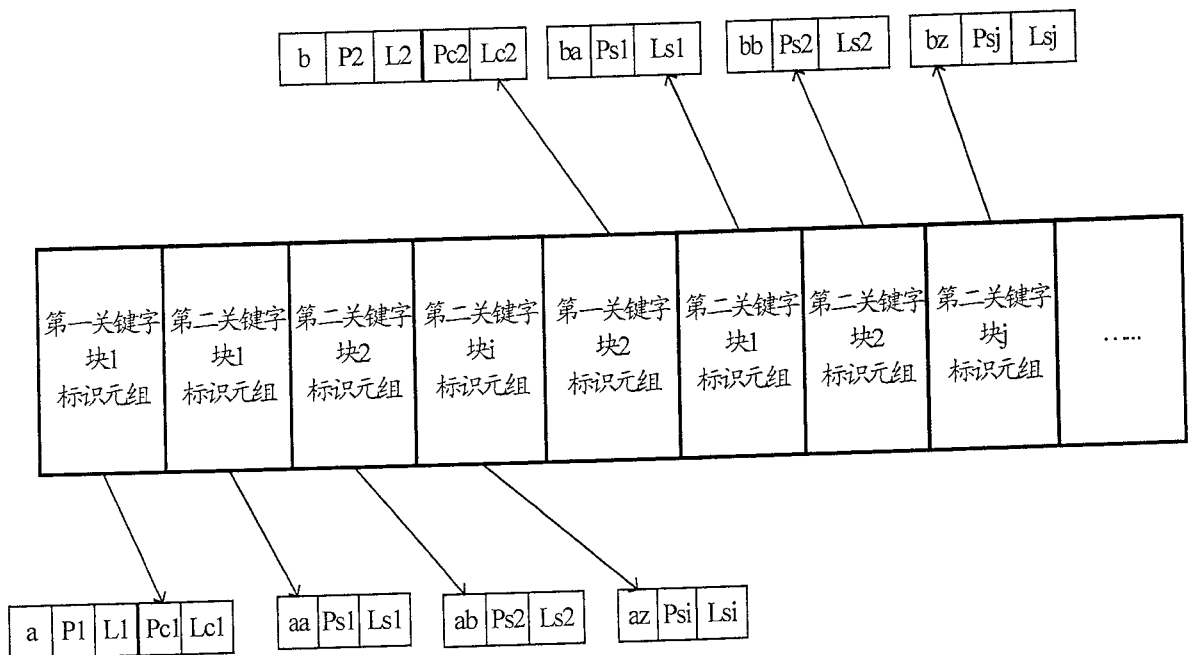 b P2 L2 Pc2 Lc2
ba Ps1 Ls1
bb Ps2 Ls2
bz Psj Lsj
第一关键字
块1
标识元组
第二关键字
块1
标识元组
第二关键字
块2
标识元组
第二关键字
块i
标识元组
第一关键字
块2
标识元组
第二关键字
块1
标识元组
第二关键字
块2
标识元组
第二关键字
块j
标识元组
……
a P1 L1 Pc1 Lc1
aa Ps1 Ls1
ab Ps2 Ls2
az Psi Lsi